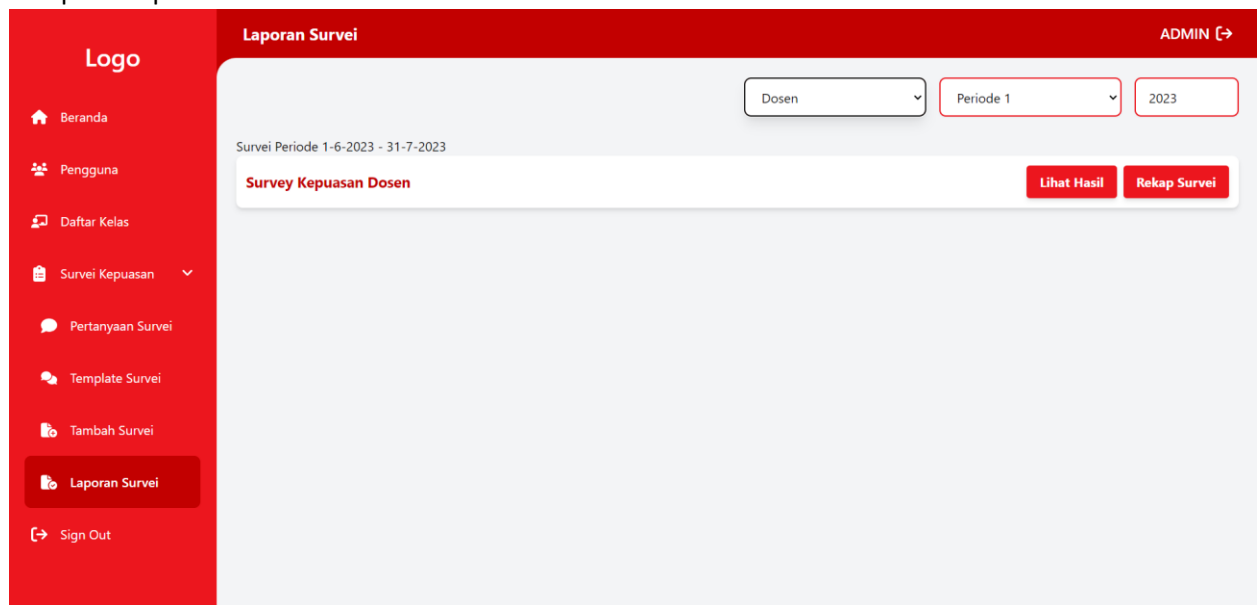 Logo
Beranda
Pengguna
Daftar Kelas
Survei Kepuasan
Pertanyaan Survei
Template Survei
Tambah Survei
Laporan Survei
Sign Out
Laporan Survei
ADMIN
Dosen
Periode 1
2023
Survei Periode 1-6-2023 - 31-7-2023
Survey Kepuasan Dosen
Lihat Hasil
Rekap Survei